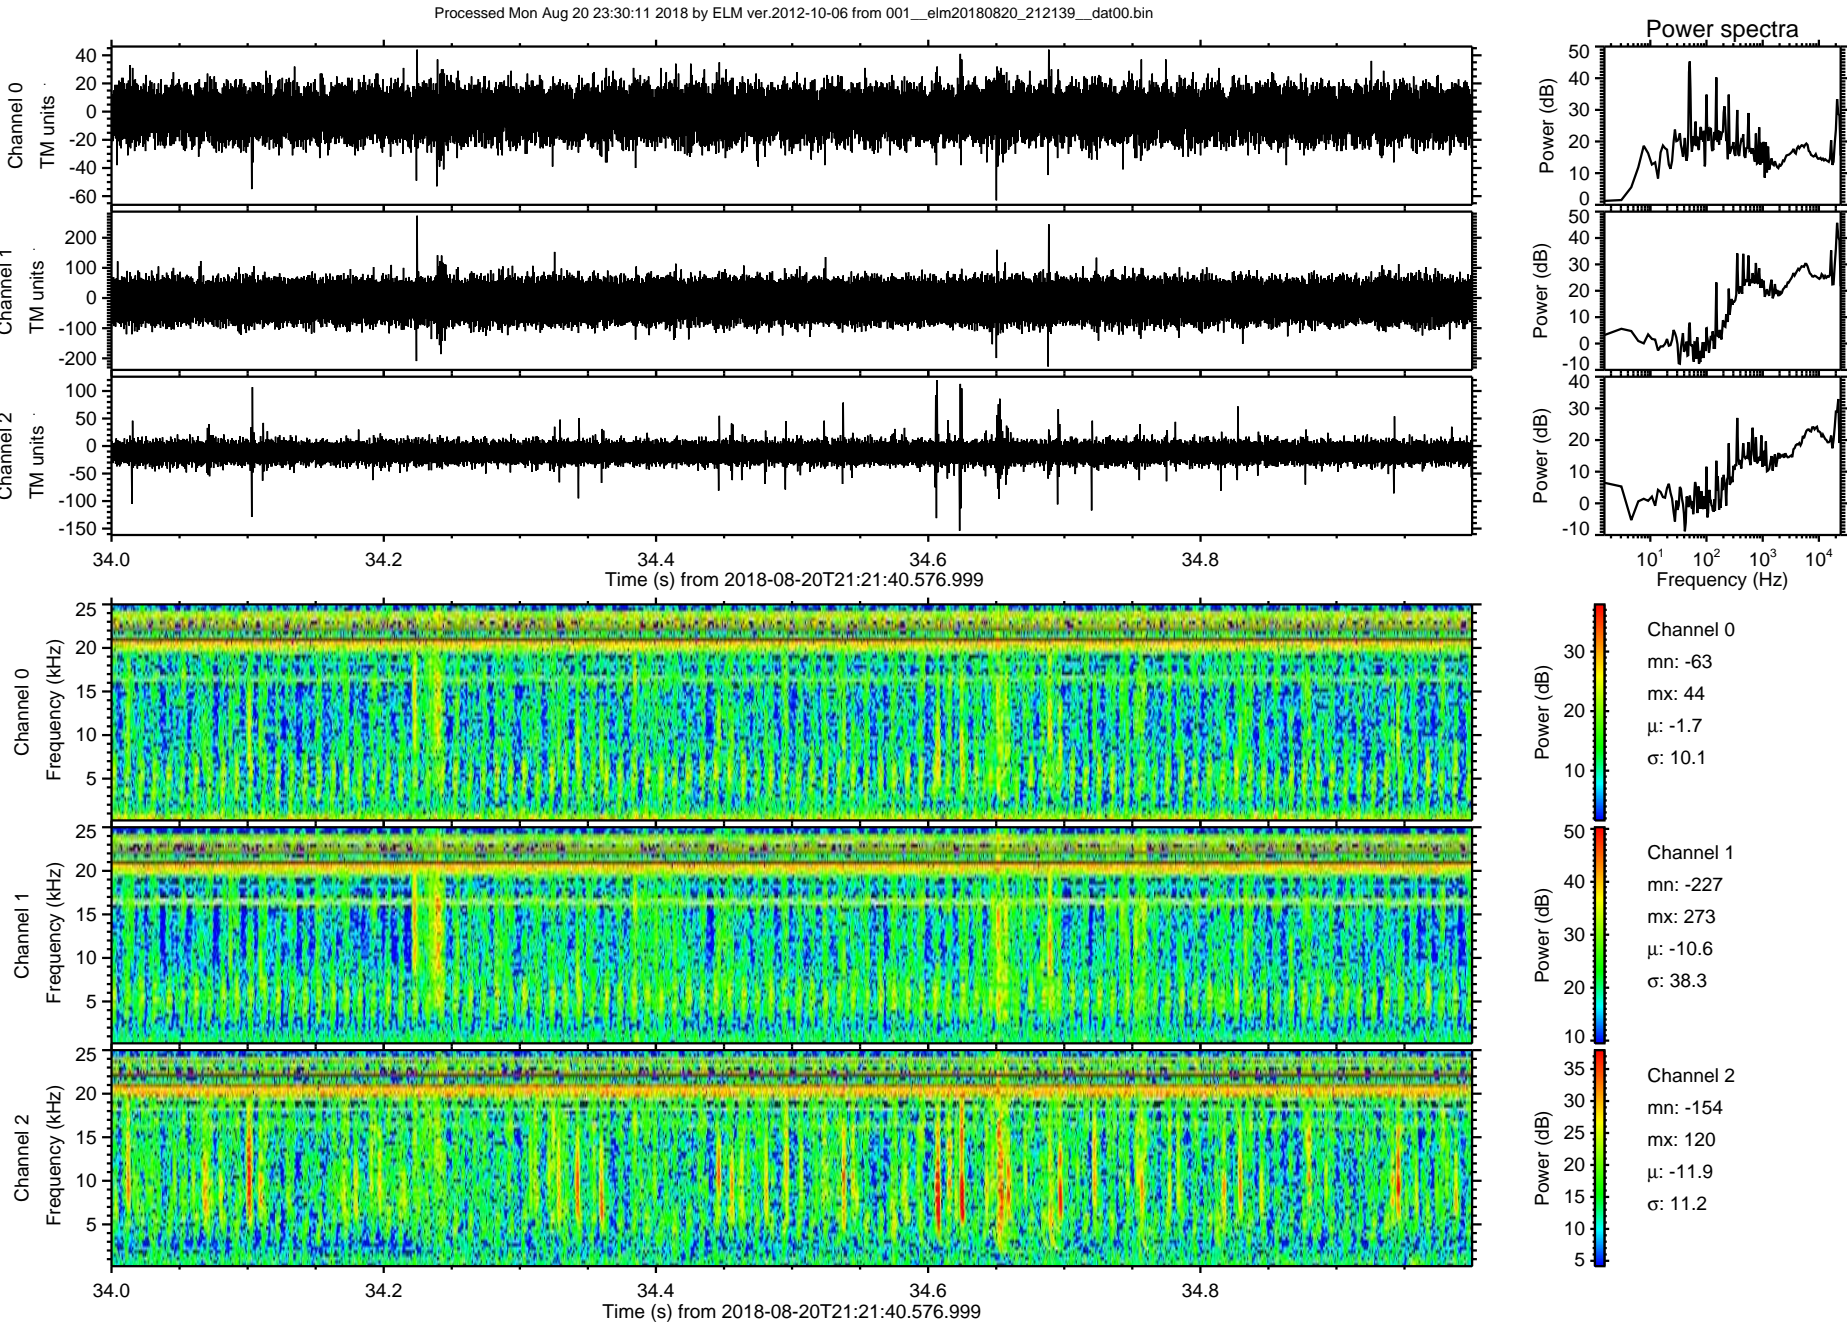 Processed Mon Aug 20 23:30:11 2018 by ELM ver.2012-10-06 from 001__elm20180820_212139__dat00.bin
Power spectra
Channel 0
TM units
40
20
0
-20
-40
-60
Power (dB)
50
40
30
20
10
0
Channel 1
TM units
200
100
0
-100
-200
Power (dB)
50
40
30
20
10
0
-10
Channel 2
TM units
100
50
0
-50
-100
-150
Power (dB)
40
30
20
10
0
-10
34.0 34.2 34.4 34.6 34.8
Time (s) from 2018-08-20T21:21:40.576.999
10¹ 10² 10³ 10⁴
Frequency (Hz)
Channel 0
Frequency (kHz)
25
20
15
10
5
Power (dB)
30
20
10
Channel 0
mn: -63
mx: 44
μ: -1.7
σ: 10.1
Channel 1
Frequency (kHz)
25
20
15
10
5
Power (dB)
50
40
30
20
10
Channel 1
mn: -227
mx: 273
μ: -10.6
σ: 38.3
Channel 2
Frequency (kHz)
25
20
15
10
5
Power (dB)
35
30
25
20
15
10
5
Channel 2
mn: -154
mx: 120
μ: -11.9
σ: 11.2
34.0 34.2 34.4 34.6 34.8
Time (s) from 2018-08-20T21:21:40.576.999